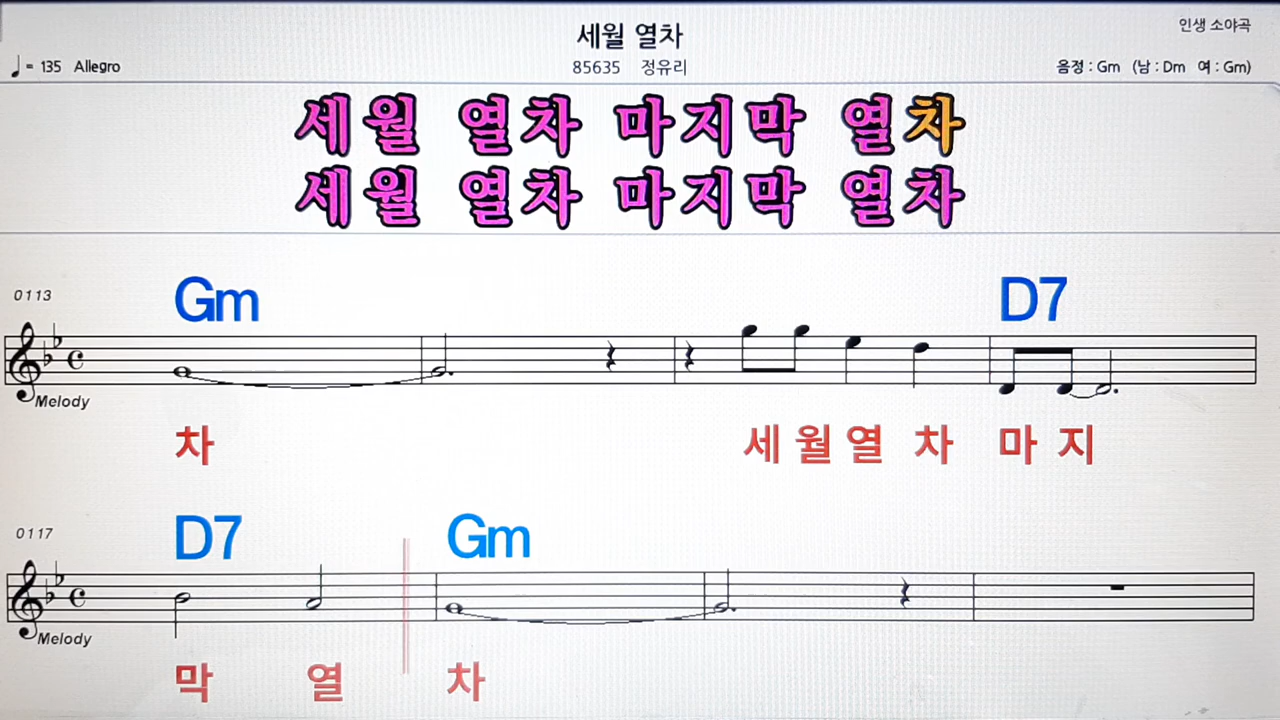 세월 열차
인생 소야곡
♩= 135 Allegro
85635 정유리
음정 : Gm (남 : Dm 여 : Gm)
세월 열차 마지막 열차
세월 열차 마지막 열차
0113
Gm D7
Melody
차 세 월 열 차 마 지
0117
D7 Gm
Melody
막 열 차